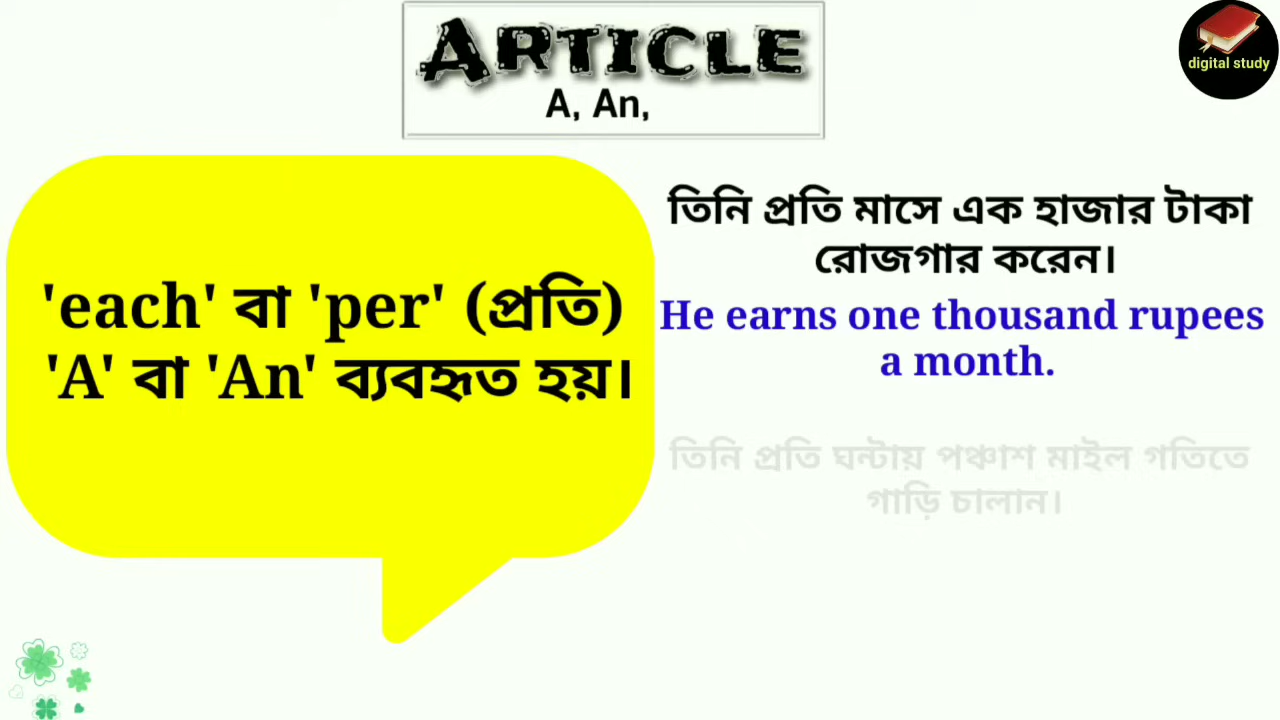 ARTICLE
A, An,
digital study
'each' বা 'per' (প্রতি)
'A' বা 'An' ব্যবহৃত হয়।
তিনি প্রতি মাসে এক হাজার টাকা
রোজগার করেন।
He earns one thousand rupees
a month.
তিনি প্রতি ঘন্টায় পঞ্চাশ মাইল গতিতে
গাড়ি চালান।